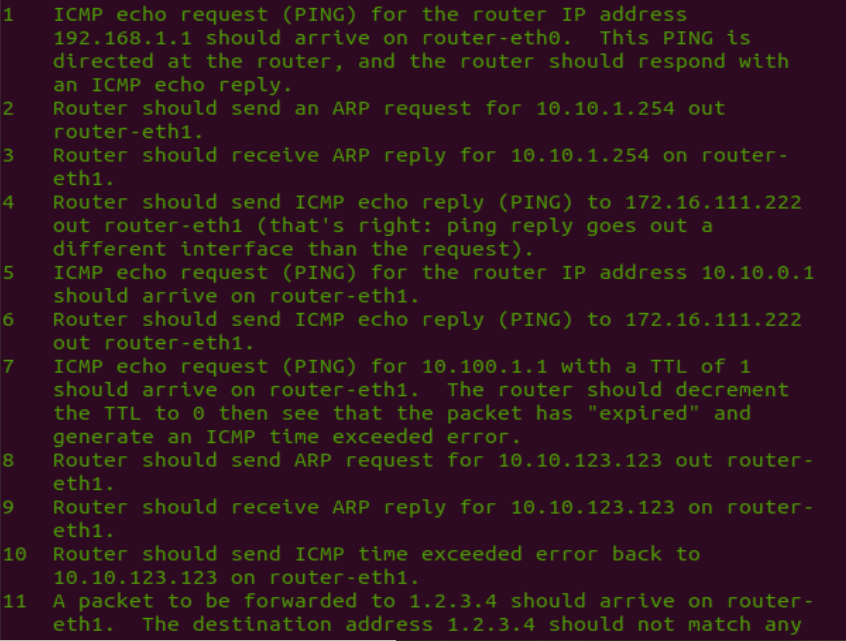 1 ICMP echo request (PING) for the router IP address
192.168.1.1 should arrive on router-eth0. This PING is
directed at the router, and the router should respond with
an ICMP echo reply.
2 Router should send an ARP request for 10.10.1.254 out
router-eth1.
3 Router should receive ARP reply for 10.10.1.254 on router-
eth1.
4 Router should send ICMP echo reply (PING) to 172.16.111.222
out router-eth1 (that's right: ping reply goes out a
different interface than the request).
5 ICMP echo request (PING) for the router IP address 10.10.0.1
should arrive on router-eth1.
6 Router should send ICMP echo reply (PING) to 172.16.111.222
out router-eth1.
7 ICMP echo request (PING) for 10.100.1.1 with a TTL of 1
should arrive on router-eth1. The router should decrement
the TTL to 0 then see that the packet has "expired" and
generate an ICMP time exceeded error.
8 Router should send ARP request for 10.10.123.123 out router-
eth1.
9 Router should receive ARP reply for 10.10.123.123 on router-
eth1.
10 Router should send ICMP time exceeded error back to
10.10.123.123 on router-eth1.
11 A packet to be forwarded to 1.2.3.4 should arrive on router-
eth1. The destination address 1.2.3.4 should not match any